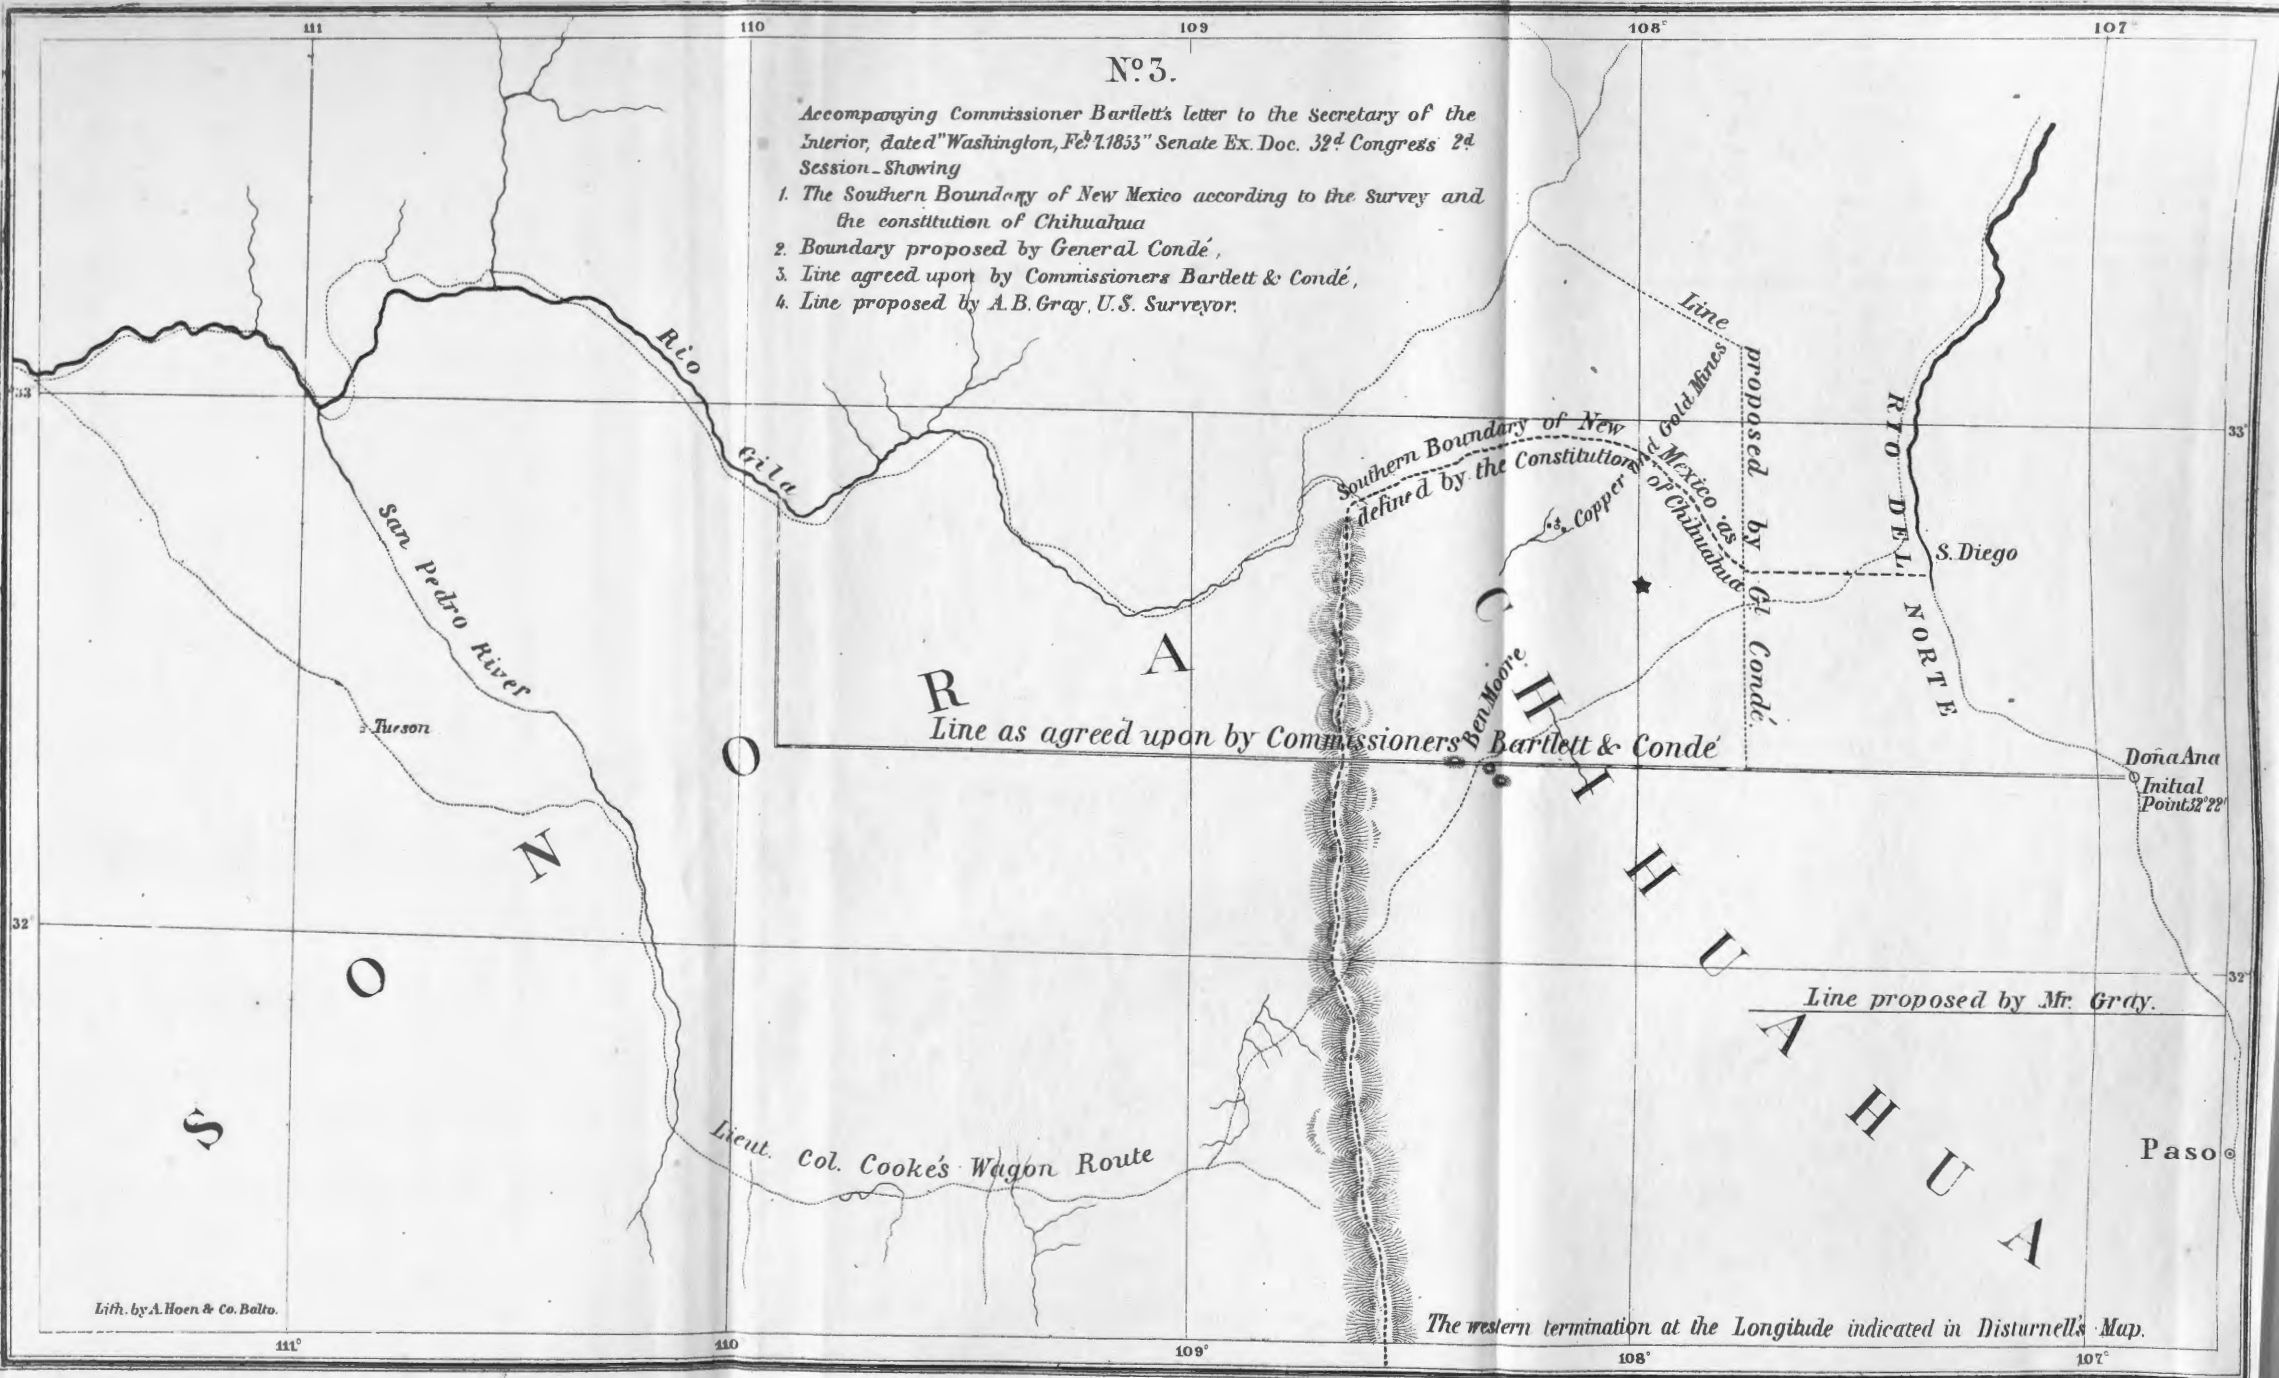 111 110 109 108° 107
No. 3.
Accompanying Commissioner Bartlett's letter to the Secretary of the
Interior, dated "Washington, Feb. 7. 1853" Senate Ex. Doc. 32d Congress 2d
Session_Showing
1. The Southern Boundary of New Mexico according to the Survey and
the constitution of Chihuahua
2. Boundary proposed by General Condé,
3. Line agreed upon by Commissioners Bartlett & Condé,
4. Line proposed by A.B. Gray, U.S. Surveyor.
Line proposed by Gl Condé.
Rio Gila
33
33°
Southern Boundary of New Mexico as
defined by the Constitution of Chihuahua
Copper and Gold Mines
RIO DEL NORTE
S. Diego
San Pedro River
Tucson
Ben Moore
Line as agreed upon by Commissioners Bartlett & Condé
Doña Ana
Initial
Point 32°22'
SONORA
CHIHUAHUA
32°
32°
Line proposed by Mr. Gray.
Lieut. Col. Cooke's Wagon Route
Paso
Lith. by A. Hoen & Co. Balto.
The western termination at the Longitude indicated in Disturnell's Map.
111° 110 109° 108° 107°